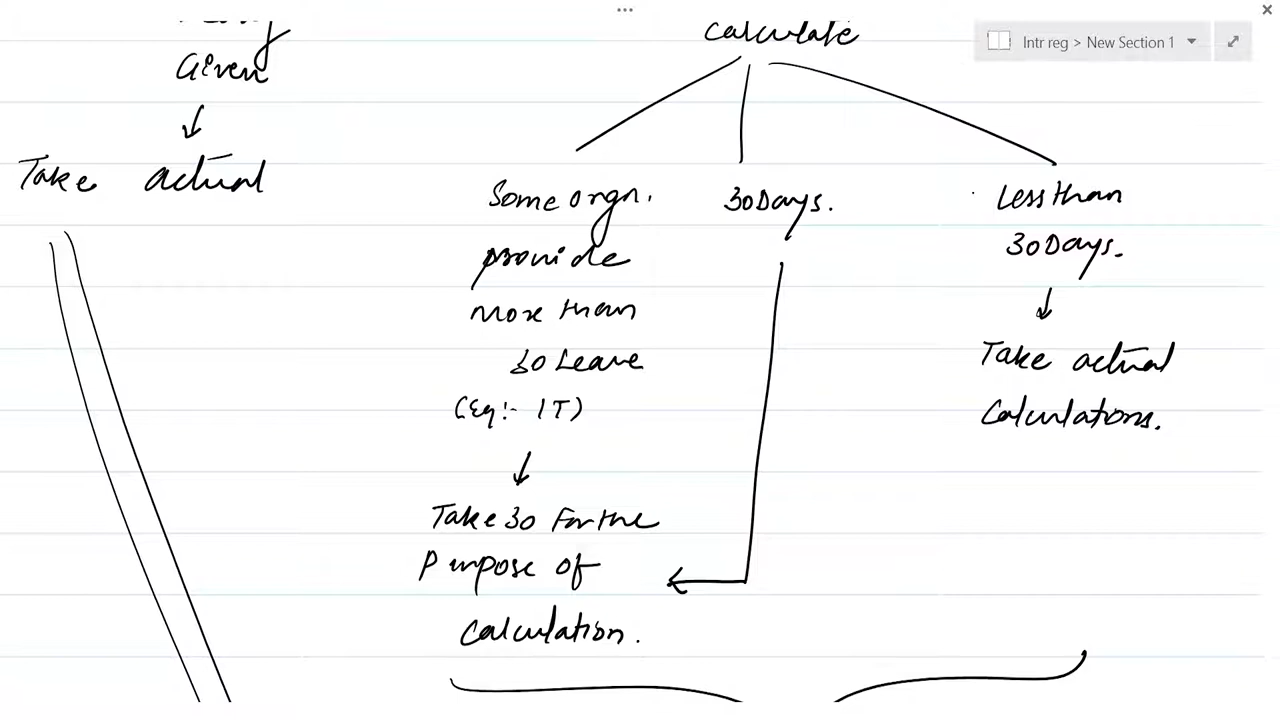 Given
Take actual
calculate
Some orgn.
provide
more than
30 Leave
(Eg:- IT)
Take 30 For the
Purpose of
calculation.
30 Days.
Less than
30 Days.
Take actual
calculations.
Intr reg > New Section 1